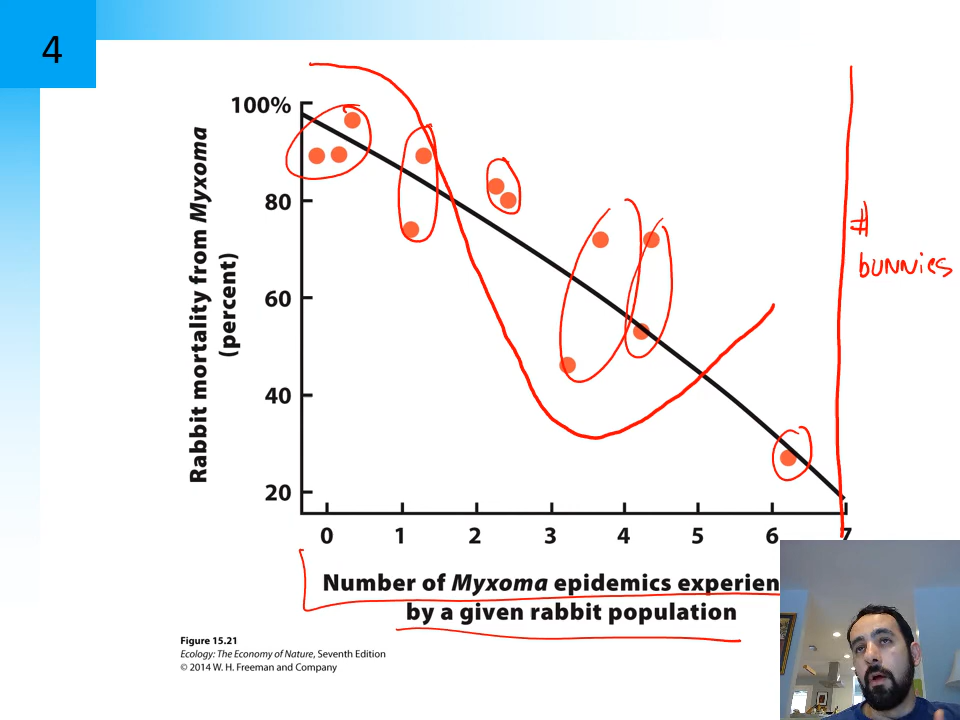 4
100%
80
60
40
20
Rabbit mortality from Myxoma
(percent)
0 1 2 3 4 5 6 7
#
bunnies
Number of Myxoma epidemics experien
by a given rabbit population
Figure 15.21
Ecology: The Economy of Nature, Seventh Edition
© 2014 W. H. Freeman and Company